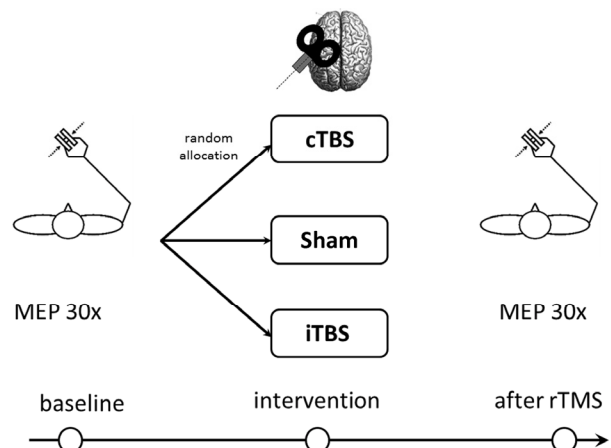 random
allocation
cTBS
Sham
iTBS
MEP 30x
MEP 30x
baseline
intervention
after rTMS